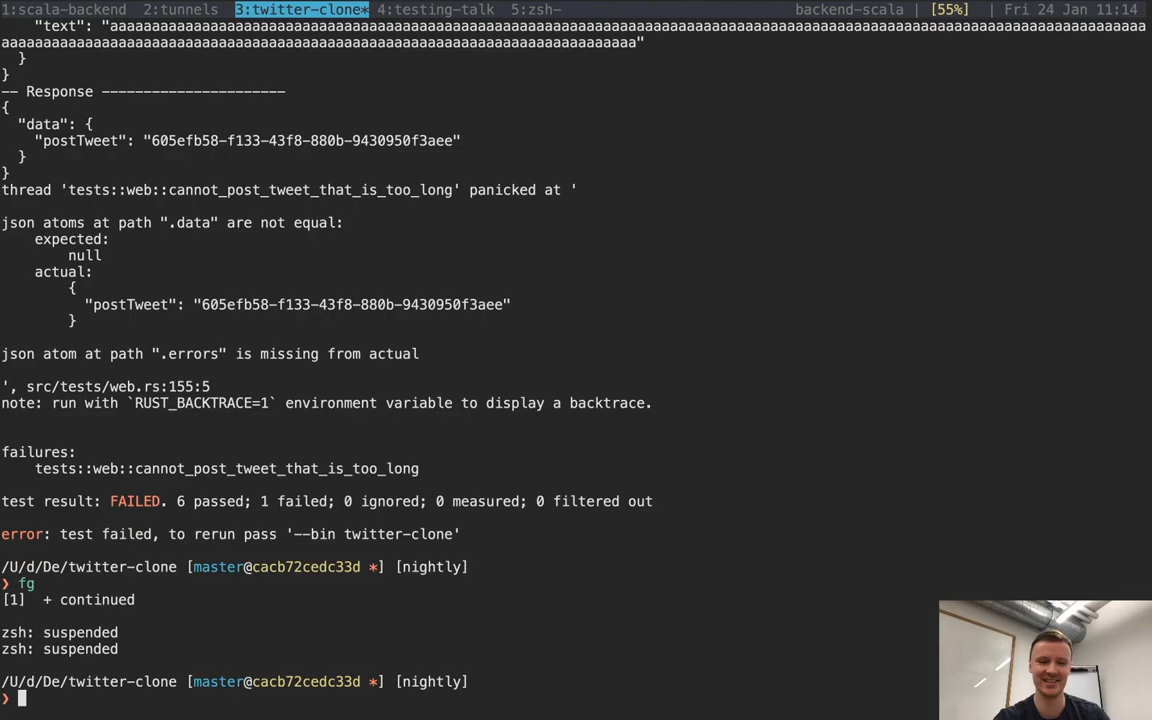 1:scala-backend 2:tunnels 3:twitter-clone* 4:testing-talk 5:zsh- backend-scala | [55%] | Fri 24 Jan 11:14
"text": "aaaaaaaaaaaaaaaaaaaaaaaaaaaaaaaaaaaaaaaaaaaaaaaaaaaaaaaaaaaaaaaaaaaaaaaaaaaaaaaaaaaaaaaaaaaaaaaaaaaaaaaaaaaaaaaaaaaaaaaaaaaa
aaaaaaaaaaaaaaaaaaaaaaaaaaaaaaaaaaaaaaaaaaaaaaaaaaaaaaaaaaaaaaaaaaaaaaaaaaaa"
}
}
-- Response ----------------------
{
"data": {
"postTweet": "605efb58-f133-43f8-880b-9430950f3aee"
}
}
thread 'tests::web::cannot_post_tweet_that_is_too_long' panicked at '
json atoms at path ".data" are not equal:
expected:
null
actual:
{
"postTweet": "605efb58-f133-43f8-880b-9430950f3aee"
}
json atom at path ".errors" is missing from actual
', src/tests/web.rs:155:5
note: run with `RUST_BACKTRACE=1` environment variable to display a backtrace.
failures:
tests::web::cannot_post_tweet_that_is_too_long
test result: FAILED. 6 passed; 1 failed; 0 ignored; 0 measured; 0 filtered out
error: test failed, to rerun pass '--bin twitter-clone'
/U/d/De/twitter-clone [master@cacb72cedc33d *] [nightly]
❯ fg
[1]  + continued
zsh: suspended
zsh: suspended
/U/d/De/twitter-clone [master@cacb72cedc33d *] [nightly]
❯